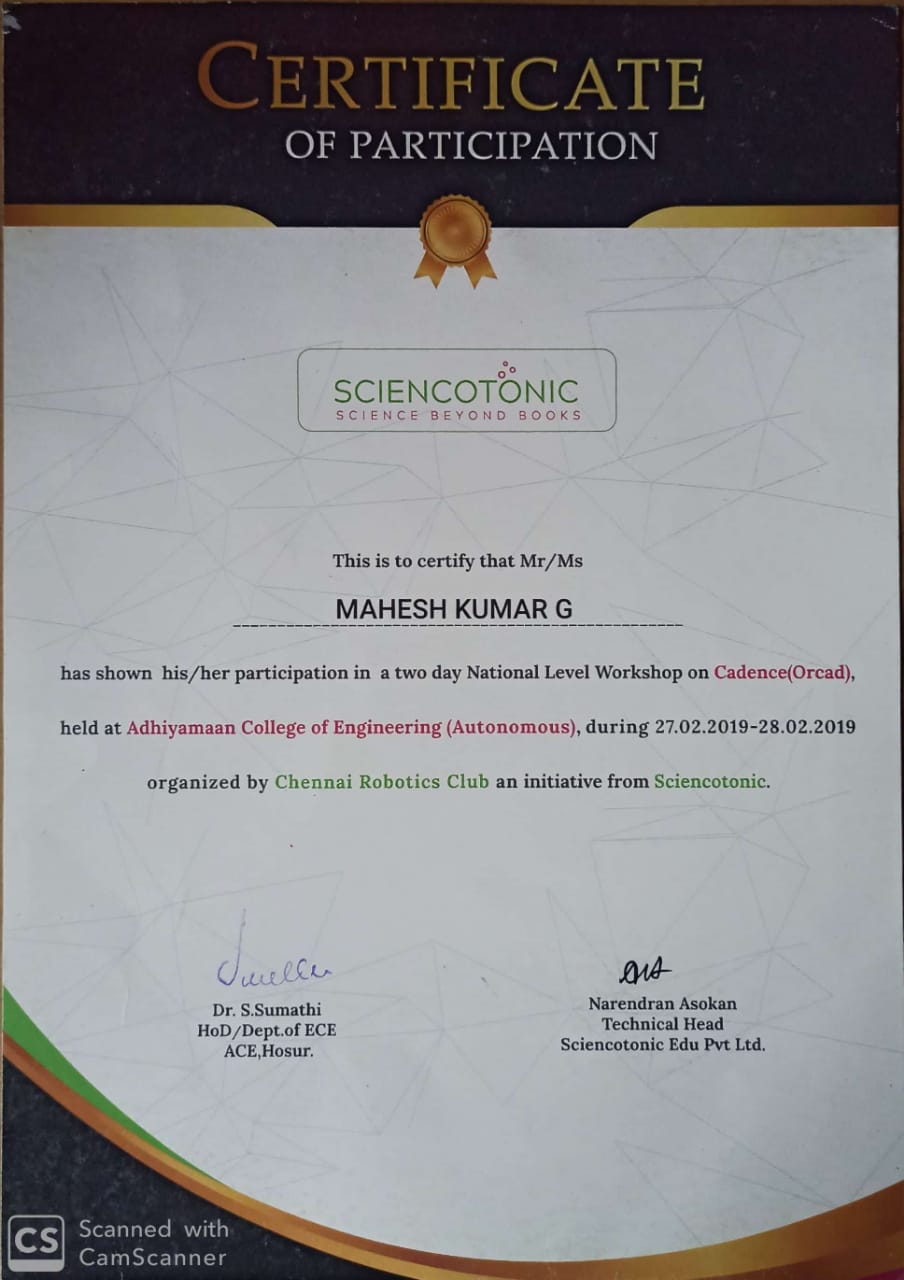 CERTIFICATE
OF PARTICIPATION
SCIENCOTONIC
SCIENCE BEYOND BOOKS
This is to certify that Mr/Ms
MAHESH KUMAR G
has shown his/her participation in a two day National Level Workshop on Cadence(Orcad),
held at Adhiyamaan College of Engineering (Autonomous), during 27.02.2019-28.02.2019
organized by Chennai Robotics Club an initiative from Sciencotonic.
Dr. S.Sumathi
HoD/Dept.of ECE
ACE,Hosur.
Narendran Asokan
Technical Head
Sciencotonic Edu Pvt Ltd.
CS Scanned with
CamScanner